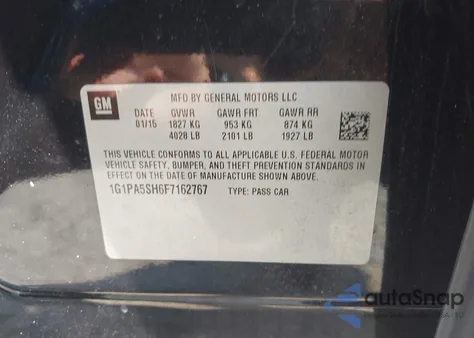 GM
MFD BY GENERAL MOTORS LLC
DATE GVWR GAWR FRT GAWR RR
01/15 1827 KG 953 KG 874 KG
4028 LB 2101 LB 1927 LB
THIS VEHICLE CONFORMS TO ALL APPLICABLE U.S. FEDERAL MOTOR
VEHICLE SAFETY, BUMPER, AND THEFT PREVENTION STANDARDS IN
EFFECT ON THE DATE OF MANUFACTURE SHOWN ABOVE.
1G1PA5SH6F7162767 TYPE: PASS CAR
autoSnap